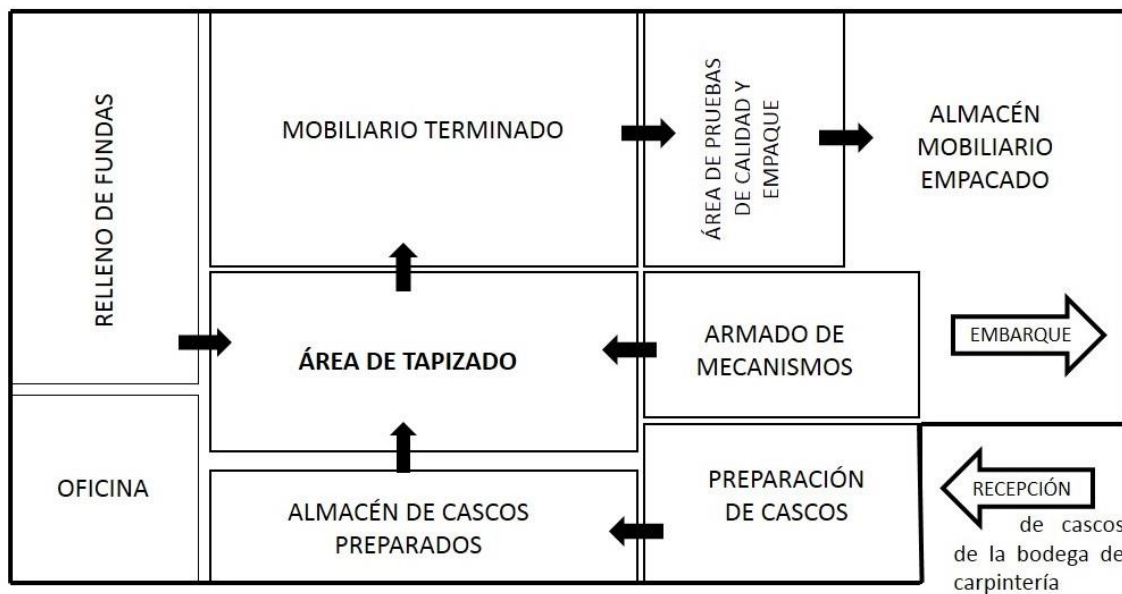 RELLENO DE FUNDAS
MOBILIARIO TERMINADO
ÁREA DE PRUEBAS
DE CALIDAD Y
EMPAQUE
ALMACÉN
MOBILIARIO
EMPACADO
ÁREA DE TAPIZADO
ARMADO DE
MECANISMOS
EMBARQUE
OFICINA
ALMACÉN DE CASCOS
PREPARADOS
PREPARACIÓN
DE CASCOS
RECEPCIÓN
de cascos
de la bodega de
carpintería